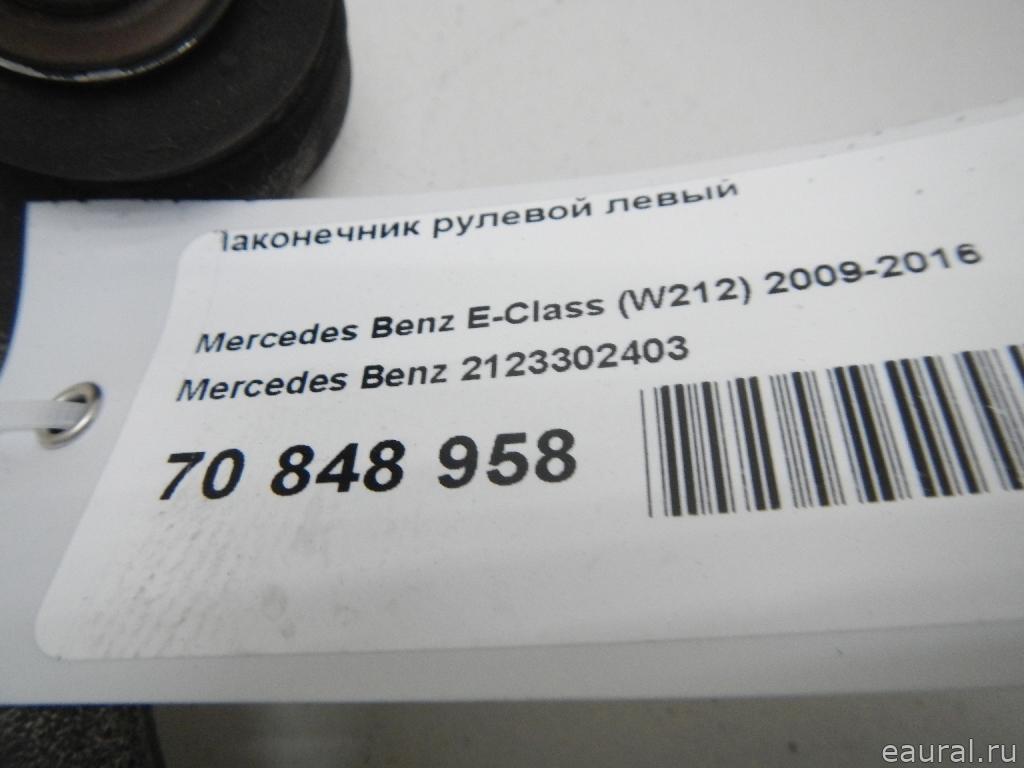 Наконечник рулевой левый
Mercedes Benz E-Class (W212) 2009-2016
Mercedes Benz 2123302403
70 848 958
eaural.ru